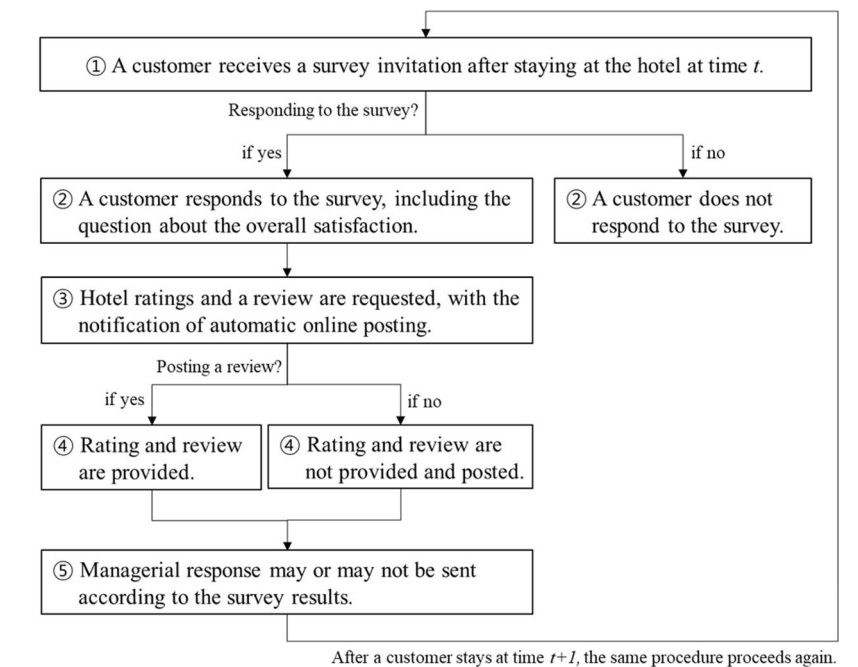 ① A customer receives a survey invitation after staying at the hotel at time t.
Responding to the survey?
if yes
if no
② A customer responds to the survey, including the
question about the overall satisfaction.
② A customer does not
respond to the survey.
③ Hotel ratings and a review are requested, with the
notification of automatic online posting.
Posting a review?
if yes
if no
④ Rating and review
are provided.
④ Rating and review are
not provided and posted.
⑤ Managerial response may or may not be sent
according to the survey results.
After a customer stays at time t+1, the same procedure proceeds again.